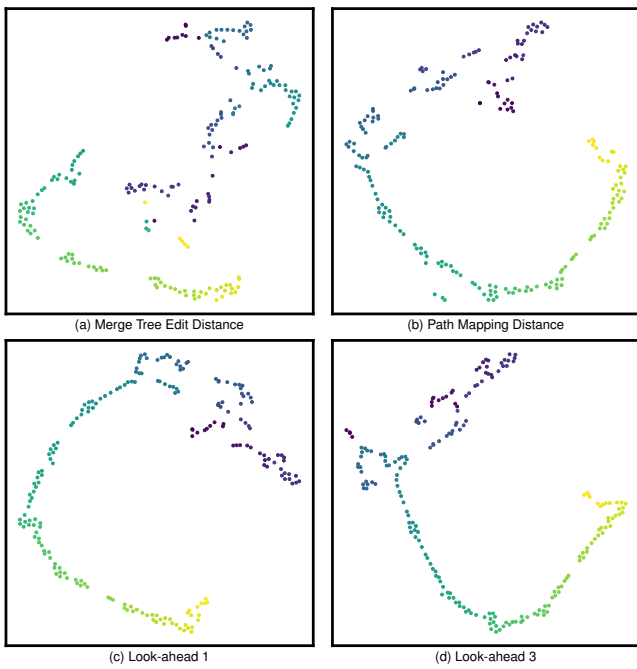 (a) Merge Tree Edit Distance
(b) Path Mapping Distance
(c) Look-ahead 1
(d) Look-ahead 3